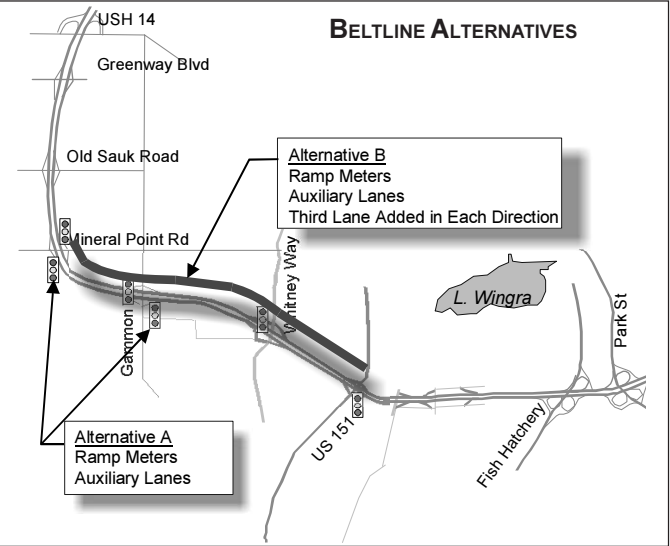 BELTLINE ALTERNATIVES
USH 14
Greenway Blvd
Old Sauk Road
Alternative B
Ramp Meters
Auxiliary Lanes
Third Lane Added in Each Direction
Mineral Point Rd
Whitney Way
Gammon
L. Wingra
Park St
Fish Hatchery
US 151
Alternative A
Ramp Meters
Auxiliary Lanes